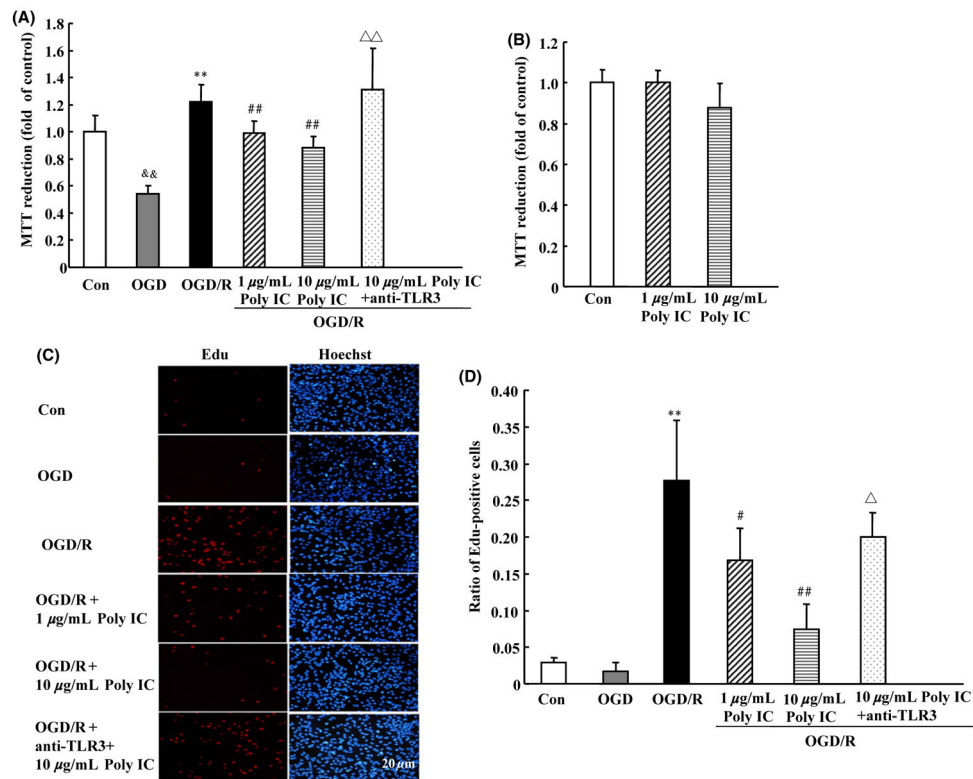 (A)
MTT reduction (fold of control)
1.8
1.6
1.4
1.2
1.0
0.8
0.6
0.4
0.2
0
&&
**
##
##
△△
Con
OGD
OGD/R
1 µg/mL
Poly IC
10 µg/mL
Poly IC
10 µg/mL Poly IC
+anti-TLR3
OGD/R
(B)
MTT reduction (fold of control)
1.2
1.0
0.8
0.6
0.4
0.2
0.0
Con
1 µg/mL
Poly IC
10 µg/mL
Poly IC
(C)
Edu
Hoechst
Con
OGD
OGD/R
OGD/R +
1 µg/mL Poly IC
OGD/R +
10 µg/mL Poly IC
OGD/R +
anti-TLR3+
10 µg/mL Poly IC
20 µm
(D)
Ratio of Edu-positive cells
0.40
0.35
0.30
0.25
0.20
0.15
0.10
0.05
0
**
#
##
△
Con
OGD
OGD/R
1 µg/mL
Poly IC
10 µg/mL
Poly IC
10 µg/mL Poly IC
+anti-TLR3
OGD/R